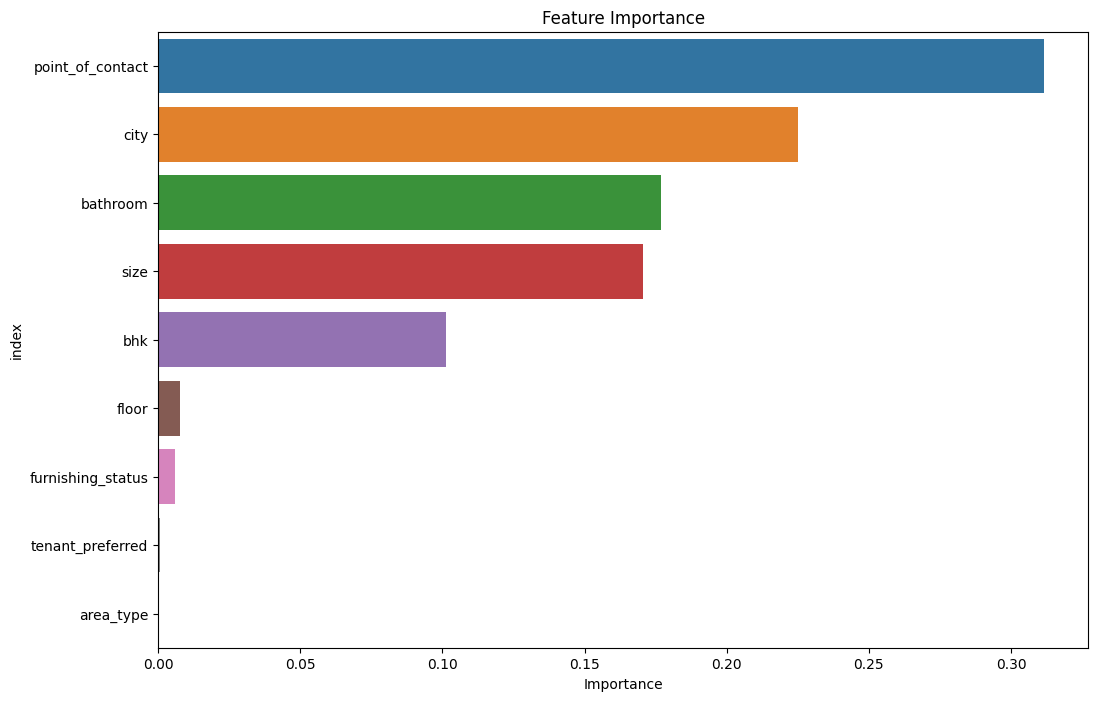 Feature Importance
point_of_contact
city
bathroom
size
bhk
floor
furnishing_status
tenant_preferred
area_type
index
0.00 0.05 0.10 0.15 0.20 0.25 0.30
Importance